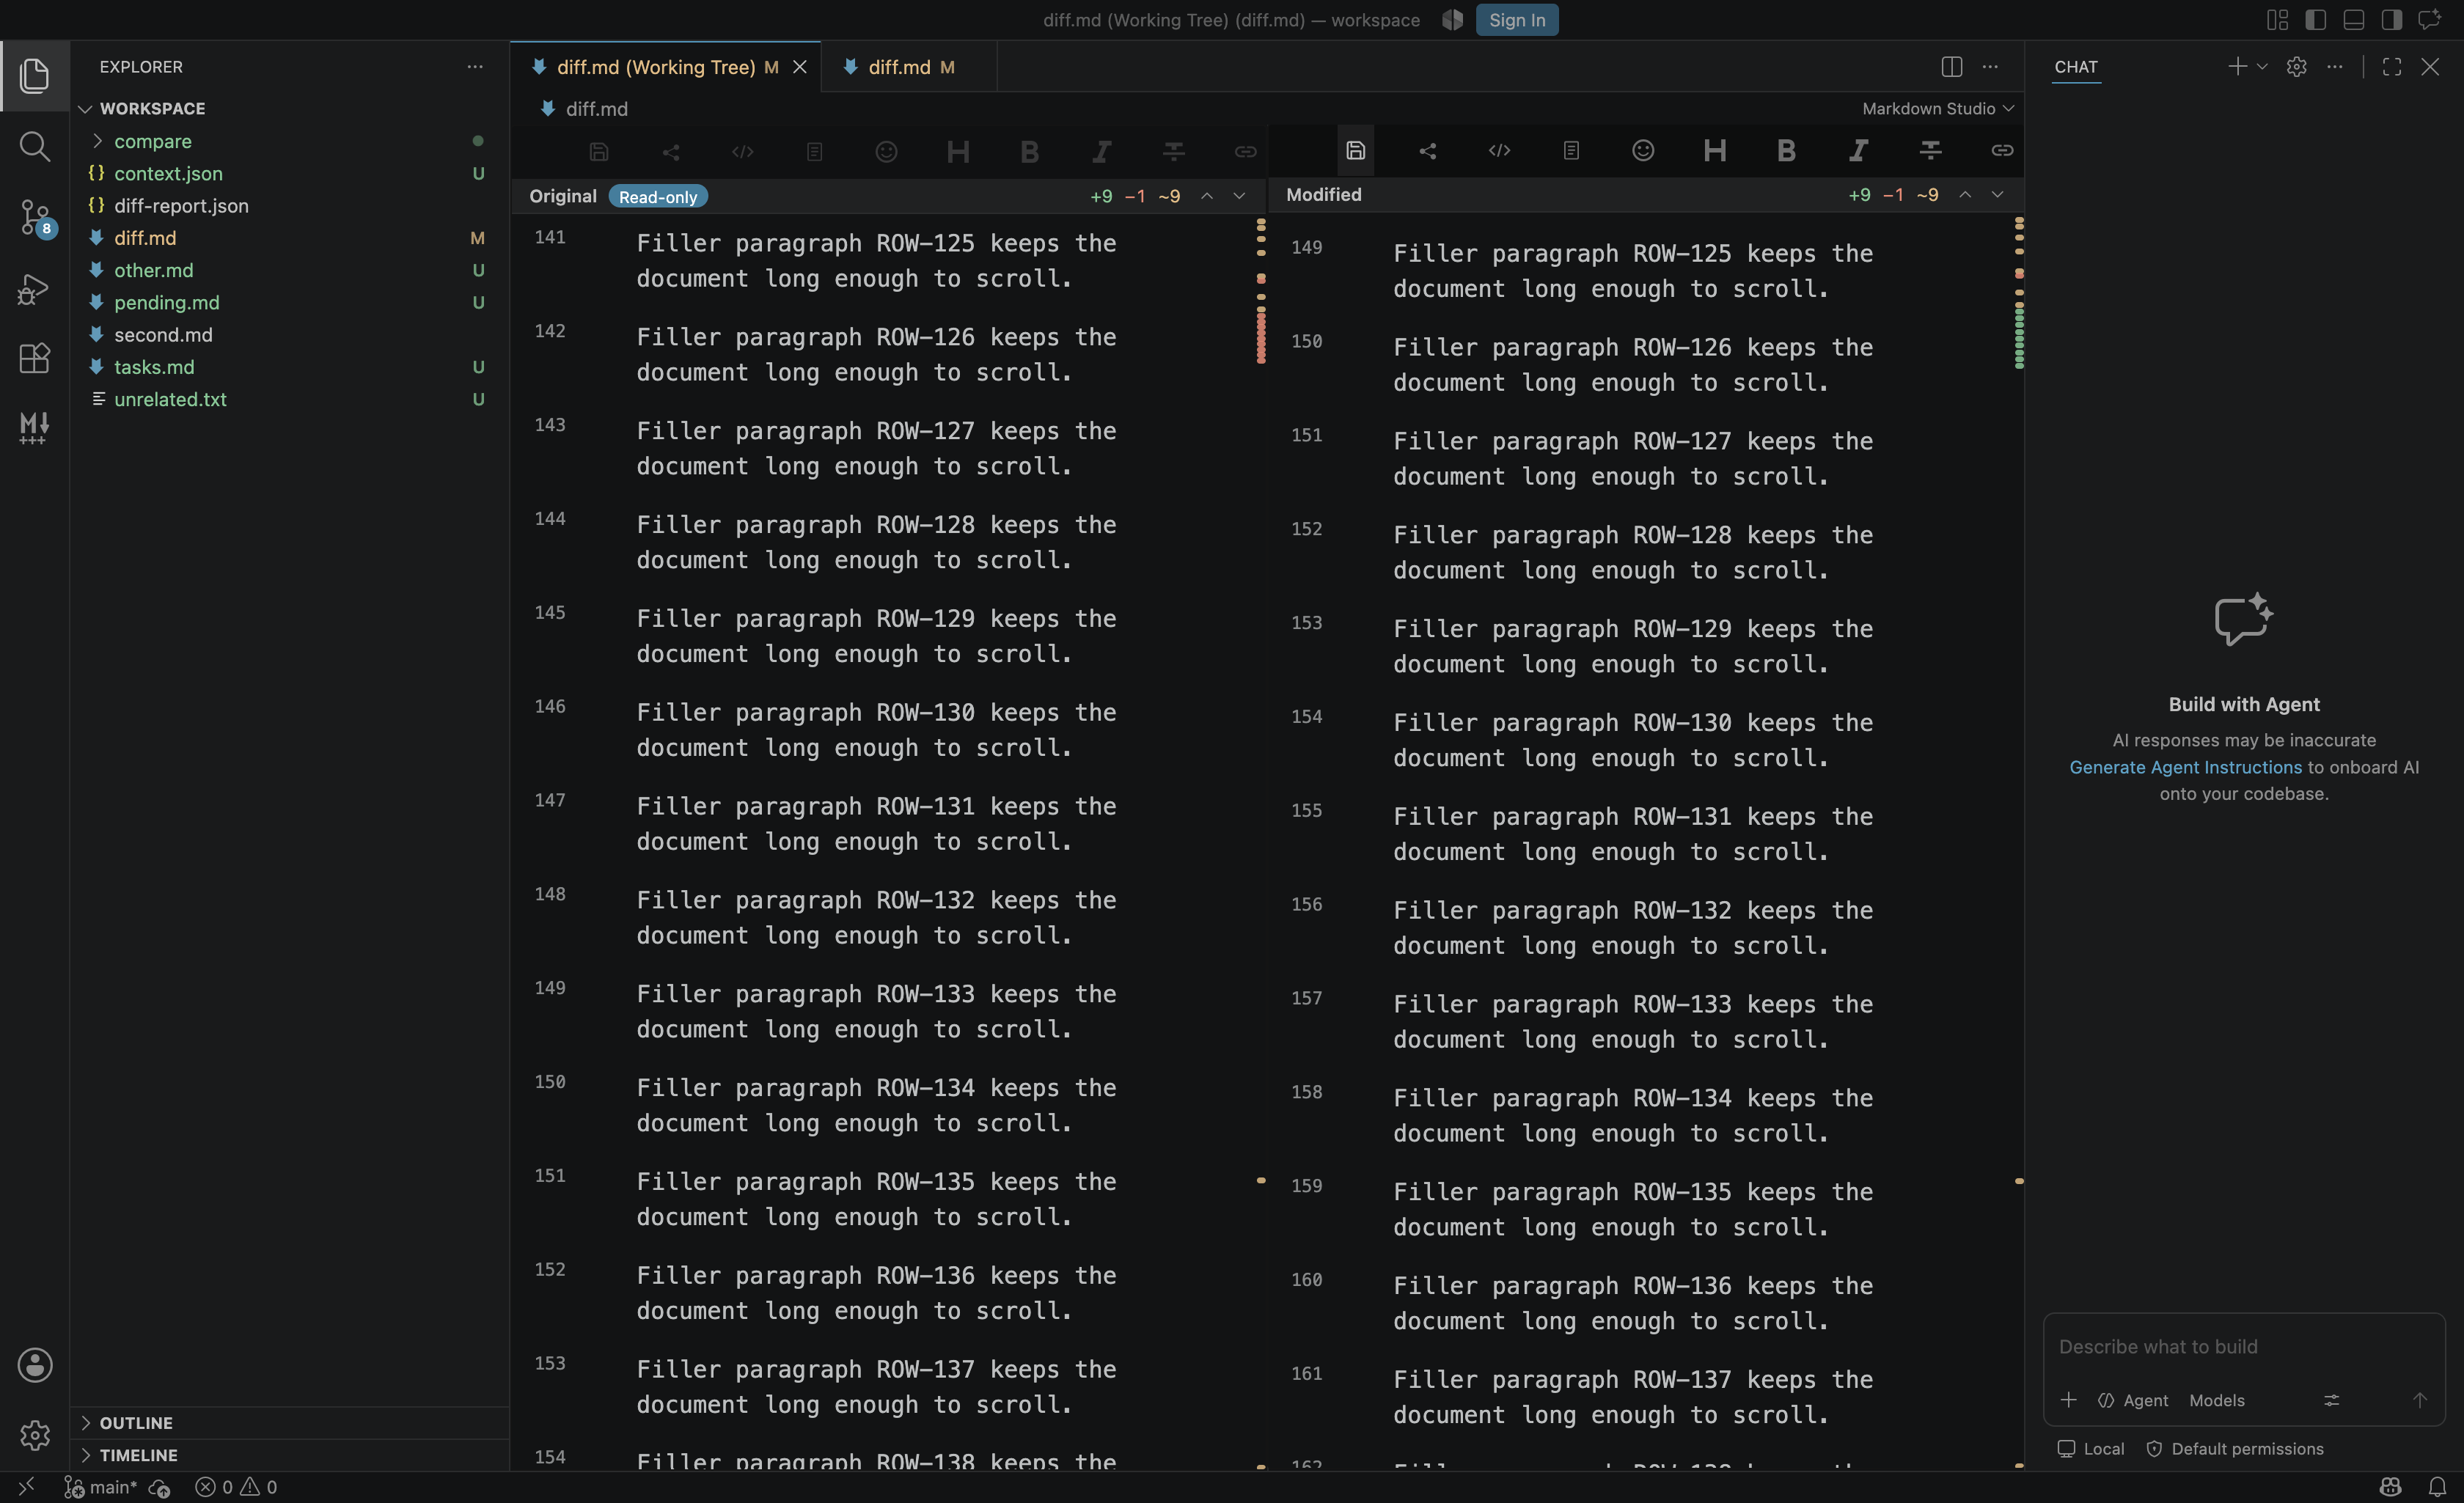 diff.md (Working Tree) (diff.md) — workspace
Sign In
EXPLORER
WORKSPACE
compare
{} context.json U
{} diff-report.json
diff.md M
other.md U
pending.md U
second.md
tasks.md U
unrelated.txt U
OUTLINE
TIMELINE
8
M
diff.md (Working Tree) M
diff.md M
diff.md
Markdown Studio
H B I
H B I
Original Read-only +9 −1 ~9
141 Filler paragraph ROW–125 keeps the
document long enough to scroll.
142 Filler paragraph ROW–126 keeps the
document long enough to scroll.
143 Filler paragraph ROW–127 keeps the
document long enough to scroll.
144 Filler paragraph ROW–128 keeps the
document long enough to scroll.
145 Filler paragraph ROW–129 keeps the
document long enough to scroll.
146 Filler paragraph ROW–130 keeps the
document long enough to scroll.
147 Filler paragraph ROW–131 keeps the
document long enough to scroll.
148 Filler paragraph ROW–132 keeps the
document long enough to scroll.
149 Filler paragraph ROW–133 keeps the
document long enough to scroll.
150 Filler paragraph ROW–134 keeps the
document long enough to scroll.
151 Filler paragraph ROW–135 keeps the
document long enough to scroll.
152 Filler paragraph ROW–136 keeps the
document long enough to scroll.
153 Filler paragraph ROW–137 keeps the
document long enough to scroll.
154 Filler paragraph ROW–138 keeps the
Modified +9 −1 ~9
149 Filler paragraph ROW–125 keeps the
document long enough to scroll.
150 Filler paragraph ROW–126 keeps the
document long enough to scroll.
151 Filler paragraph ROW–127 keeps the
document long enough to scroll.
152 Filler paragraph ROW–128 keeps the
document long enough to scroll.
153 Filler paragraph ROW–129 keeps the
document long enough to scroll.
154 Filler paragraph ROW–130 keeps the
document long enough to scroll.
155 Filler paragraph ROW–131 keeps the
document long enough to scroll.
156 Filler paragraph ROW–132 keeps the
document long enough to scroll.
157 Filler paragraph ROW–133 keeps the
document long enough to scroll.
158 Filler paragraph ROW–134 keeps the
document long enough to scroll.
159 Filler paragraph ROW–135 keeps the
document long enough to scroll.
160 Filler paragraph ROW–136 keeps the
document long enough to scroll.
161 Filler paragraph ROW–137 keeps the
document long enough to scroll.
CHAT
Build with Agent
AI responses may be inaccurate
Generate Agent Instructions to onboard AI
onto your codebase.
Describe what to build
Agent Models
Local Default permissions
main* 0 0